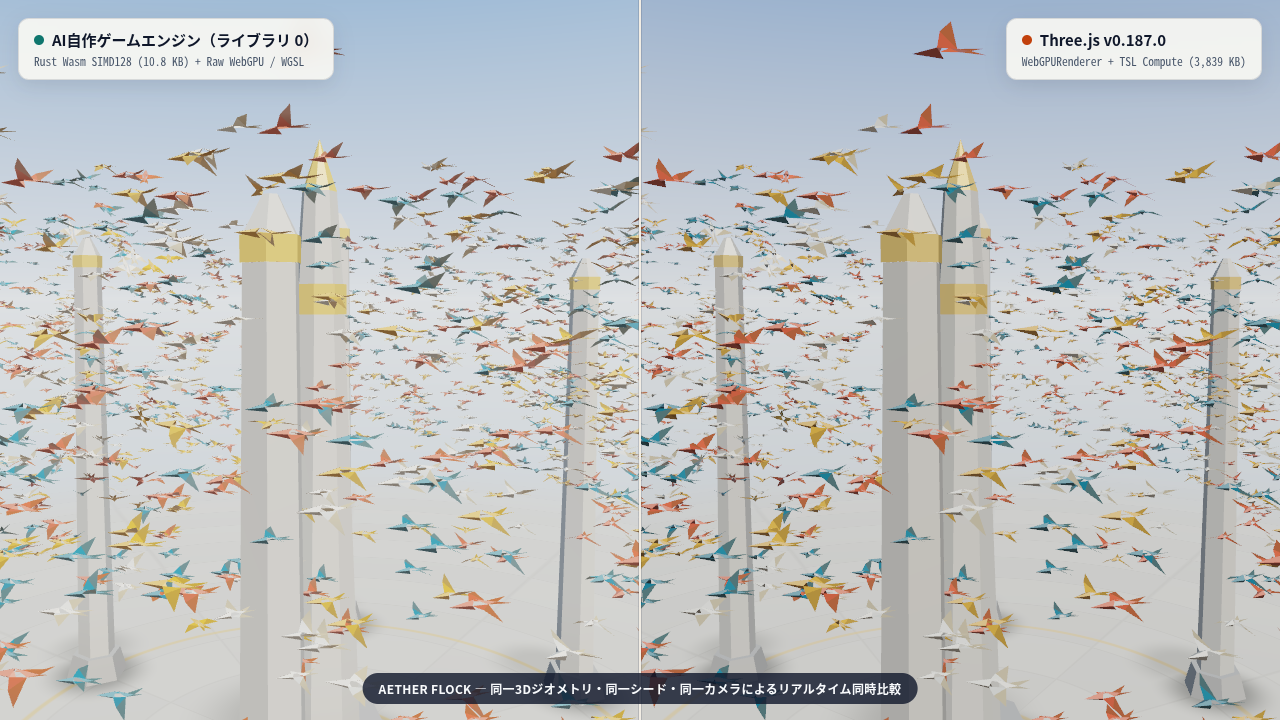 AI自作ゲームエンジン（ライブラリ 0）
Rust Wasm SIMD128 (10.8 KB) + Raw WebGPU / WGSL
Three.js v0.187.0
WebGPURenderer + TSL Compute (3,839 KB)
AETHER FLOCK — 同一3Dジオメトリ・同一シード・同一カメラによるリアルタイム同時比較